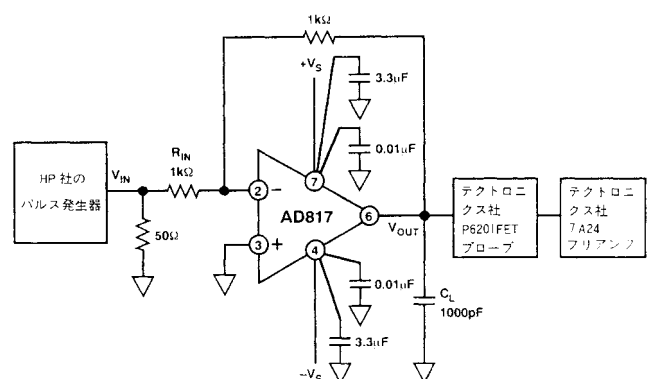 1kΩ
+VS
3.3µF
0.01µF
HP 社の
パルス発生器
VIN
RIN
1kΩ
50Ω
2
−
3
+
AD817
7
6
4
VOUT
テクトロニ
クス社
P6201FET
プローブ
テクトロニ
クス社
7A24
プリアンプ
0.01µF
3.3µF
−VS
CL
1000pF